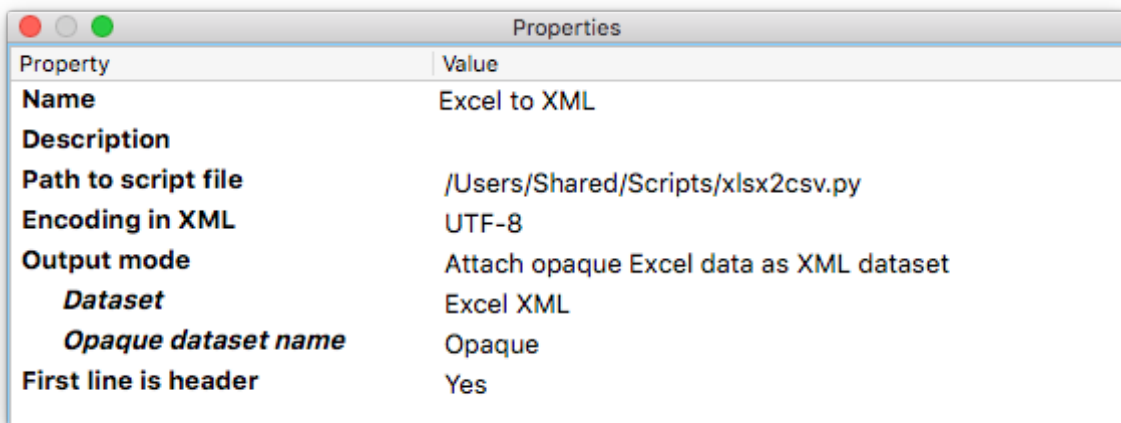 Properties
Property Value
Name Excel to XML
Description
Path to script file /Users/Shared/Scripts/xlsx2csv.py
Encoding in XML UTF-8
Output mode Attach opaque Excel data as XML dataset
Dataset Excel XML
Opaque dataset name Opaque
First line is header Yes